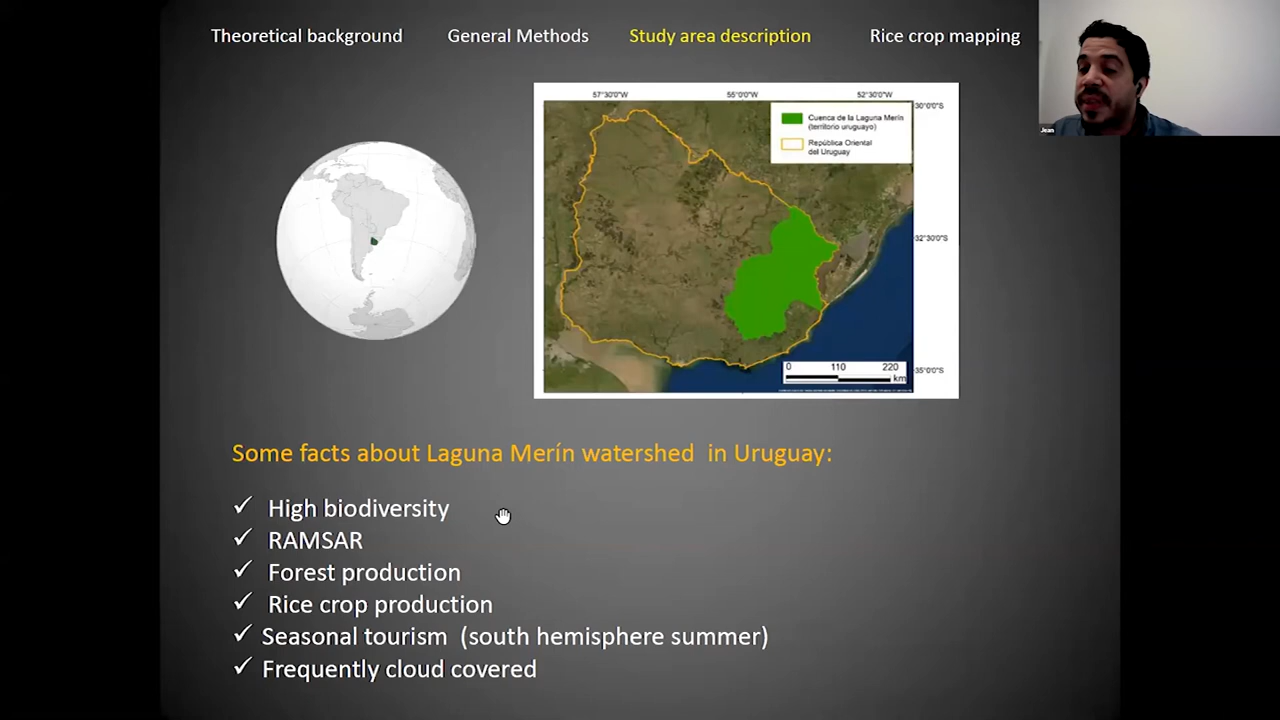 Theoretical background General Methods Study area description Rice crop mapping
Jean
57°30'0"W 55°0'0"W 52°30'0"W
30°0'0"S
Cuenca de la Laguna Merín
(territorio uruguayo)
República Oriental
del Uruguay
32°30'0"S
0 110 220
km
35°0'0"S
Some facts about Laguna Merín watershed in Uruguay:
✓ High biodiversity
✓ RAMSAR
✓ Forest production
✓ Rice crop production
✓ Seasonal tourism (south hemisphere summer)
✓ Frequently cloud covered